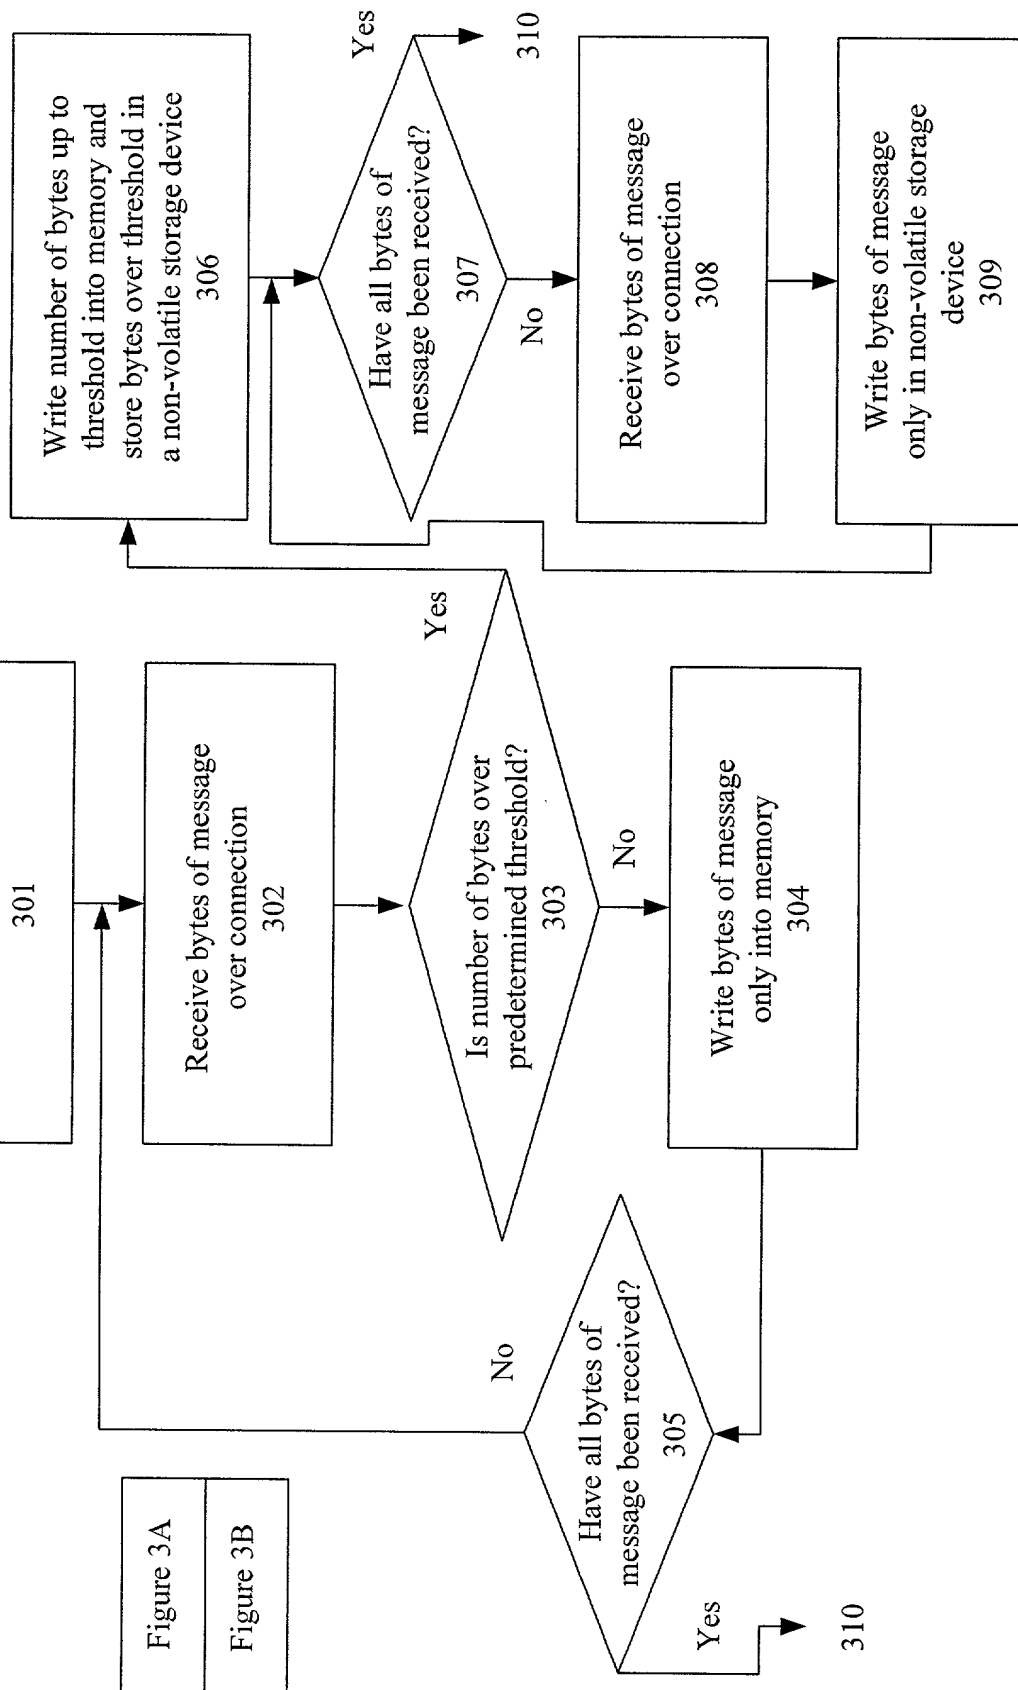 301
Receive bytes of message
over connection
302
Is number of bytes over
predetermined threshold?
303
Yes
No
Write bytes of message
only into memory
304
Have all bytes of
message been received?
305
No
Yes
310
Write number of bytes up to
threshold into memory and
store bytes over threshold in
a non-volatile storage device
306
Have all bytes of
message been received?
307
Yes
310
No
Receive bytes of message
over connection
308
Write bytes of message
only in non-volatile storage
device
309
Figure 3A
Figure 3B